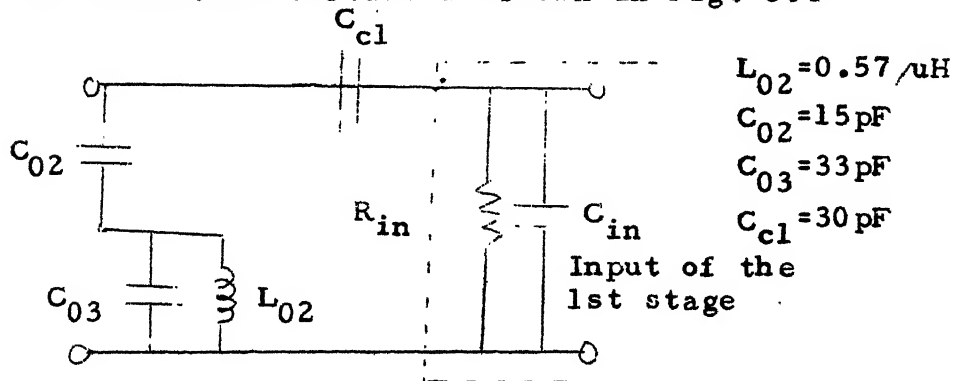 C_cl
L_02=0.57/uH
C_02=15pF
C_03=33pF
C_cl=30pF
C_02
R_in
C_in
Input of the
1st stage
C_03
L_02